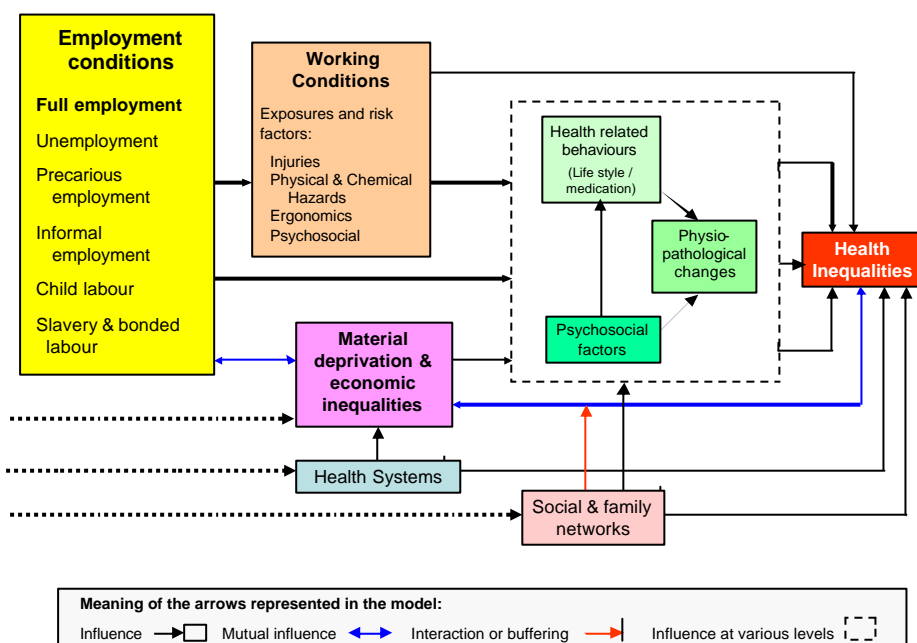 Employment
conditions
Full employment
Unemployment
Precarious
employment
Informal
employment
Child labour
Slavery & bonded
labour
Working
Conditions
Exposures and risk
factors:
Injuries
Physical & Chemical
Hazards
Ergonomics
Psychosocial
Health related
behaviours
(Life style /
medication)
Physio-
pathological
changes
Psychosocial
factors
Health
Inequalities
Material
deprivation &
economic
inequalities
Health Systems
Social & family
networks
Meaning of the arrows represented in the model:
Influence Mutual influence Interaction or buffering Influence at various levels